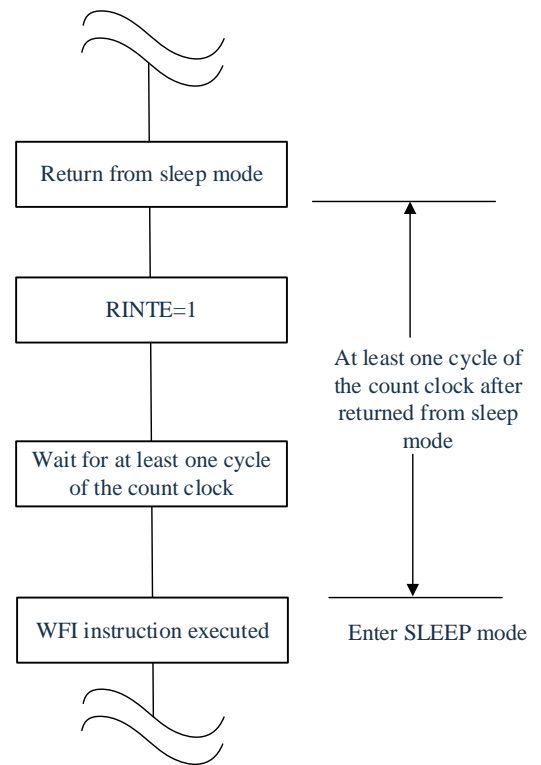 Return from sleep mode
RINTE=1
At least one cycle of
the count clock after
returned from sleep
mode
Wait for at least one cycle
of the count clock
WFI instruction executed
Enter SLEEP mode